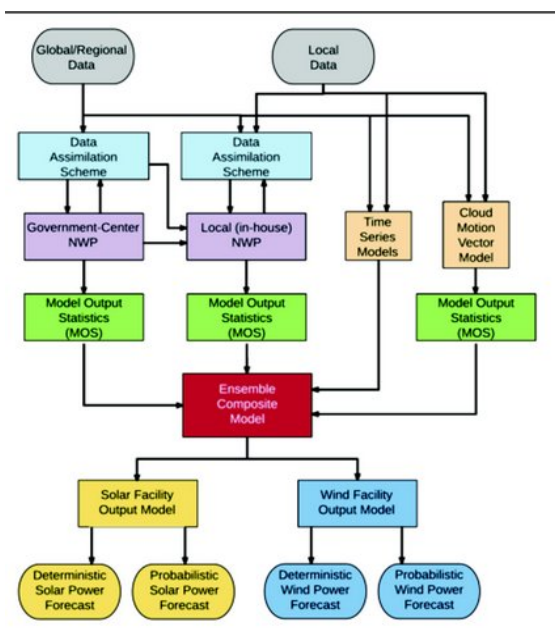 Global/Regional
Data
Local
Data
Data
Assimilation
Scheme
Data
Assimilation
Scheme
Government-Center
NWP
Local (in-house)
NWP
Time
Series
Models
Cloud
Motion
Vector
Model
Model Output
Statistics
(MOS)
Model Output
Statistics
(MOS)
Model Output
Statistics
(MOS)
Ensemble
Composite
Model
Solar Facility
Output Model
Wind Facility
Output Model
Deterministic
Solar Power
Forecast
Probabilistic
Solar Power
Forecast
Deterministic
Wind Power
Forecast
Probabilistic
Wind Power
Forecast